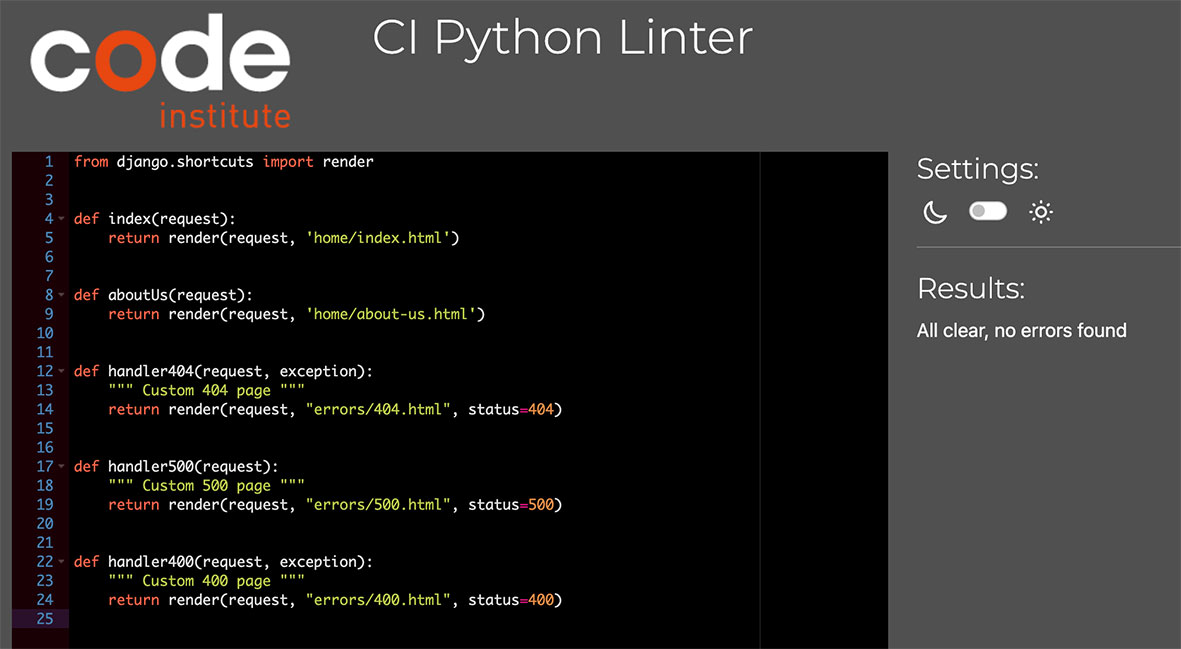 code
institute
CI Python Linter
1 from django.shortcuts import render
2
3
4 def index(request):
5     return render(request, 'home/index.html')
6
7
8 def aboutUs(request):
9     return render(request, 'home/about-us.html')
10
11
12 def handler404(request, exception):
13     """ Custom 404 page """
14     return render(request, "errors/404.html", status=404)
15
16
17 def handler500(request):
18     """ Custom 500 page """
19     return render(request, "errors/500.html", status=500)
20
21
22 def handler400(request, exception):
23     """ Custom 400 page """
24     return render(request, "errors/400.html", status=400)
25
Settings:
Results:
All clear, no errors found